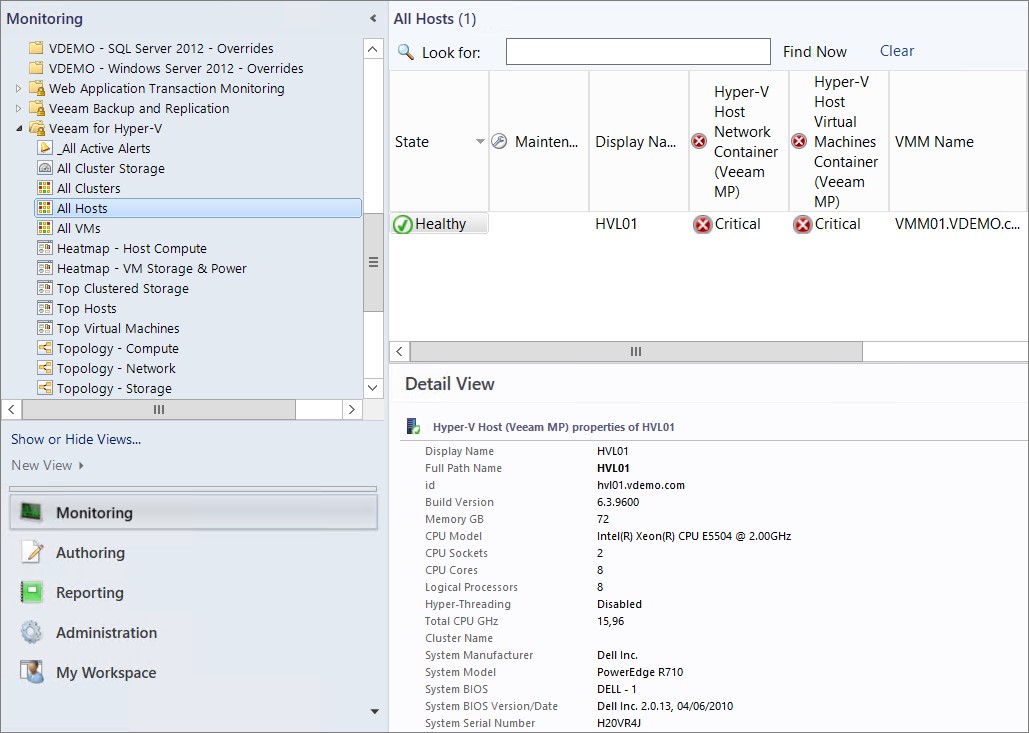 Monitoring
VDEMO - SQL Server 2012 - Overrides
VDEMO - Windows Server 2012 - Overrides
Web Application Transaction Monitoring
Veeam Backup and Replication
Veeam for Hyper-V
_All Active Alerts
All Cluster Storage
All Clusters
All Hosts
All VMs
Heatmap - Host Compute
Heatmap - VM Storage & Power
Top Clustered Storage
Top Hosts
Top Virtual Machines
Topology - Compute
Topology - Network
Topology - Storage
Show or Hide Views...
New View
Monitoring
Authoring
Reporting
Administration
My Workspace
All Hosts (1)
Look for: Find Now Clear
State
Mainten...
Display Na...
Hyper-V
Host
Network
Container
(Veeam
MP)
Hyper-V
Host
Virtual
Machines
Container
(Veeam
MP)
VMM Name
Healthy HVL01 Critical Critical VMM01.VDEMO.c...
Detail View
Hyper-V Host (Veeam MP) properties of HVL01
Display Name HVL01
Full Path Name HVL01
id hvl01.vdemo.com
Build Version 6.3.9600
Memory GB 72
CPU Model Intel(R) Xeon(R) CPU E5504 @ 2.00GHz
CPU Sockets 2
CPU Cores 8
Logical Processors 8
Hyper-Threading Disabled
Total CPU GHz 15,96
Cluster Name
System Manufacturer Dell Inc.
System Model PowerEdge R710
System BIOS DELL - 1
System BIOS Version/Date Dell Inc. 2.0.13, 04/06/2010
System Serial Number H20VR4J